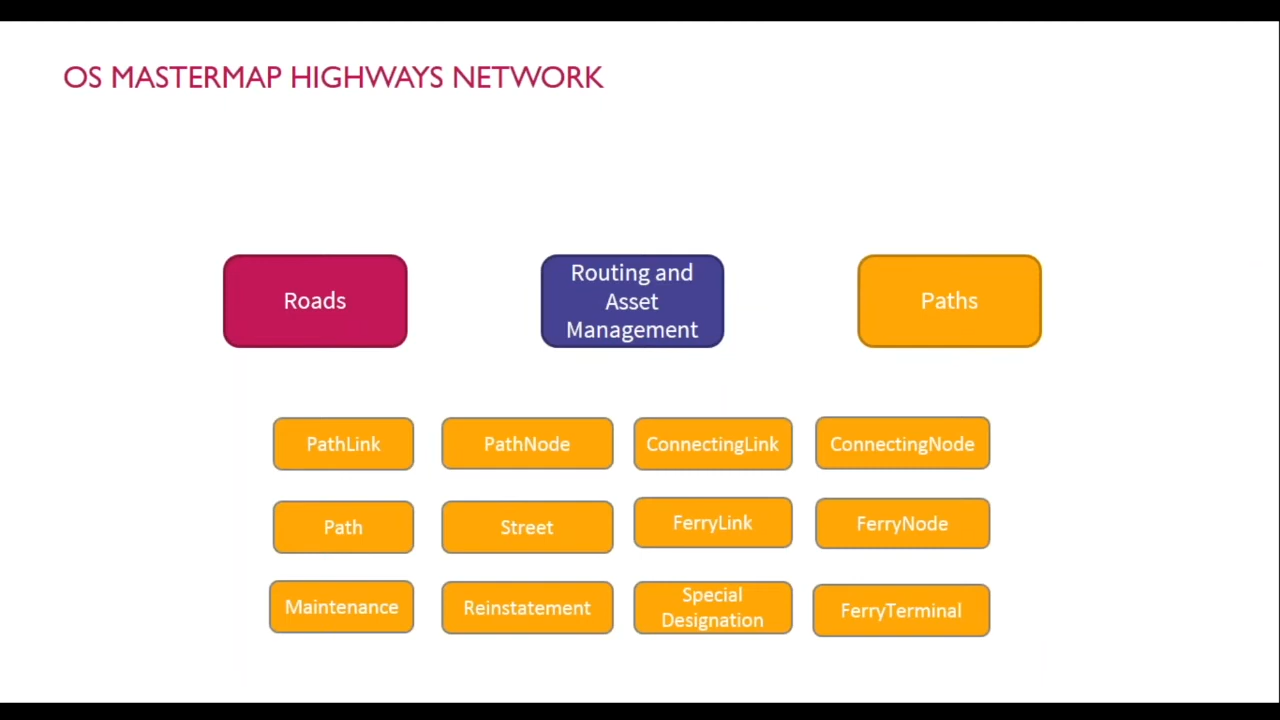 OS MASTERMAP HIGHWAYS NETWORK
Roads
Routing and
Asset
Management
Paths
PathLink
PathNode
ConnectingLink
ConnectingNode
Path
Street
FerryLink
FerryNode
Maintenance
Reinstatement
Special
Designation
FerryTerminal